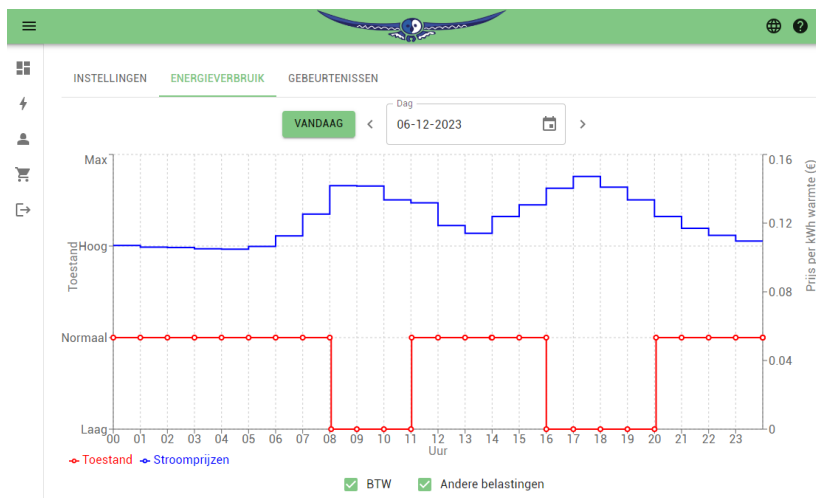 INSTELLINGEN ENERGIEVERBRUIK GEBEURTENISSEN
Dag
VANDAAG 06-12-2023
Max 0.16
0.12
Hoog
0.08
Normaal
0.04
Laag 0
Toestand
Prijs per kWh warmte (€)
00 01 02 03 04 05 06 07 08 09 10 11 12 13 14 15 16 17 18 19 20 21 22 23
Uur
Toestand Stroomprijzen
BTW Andere belastingen